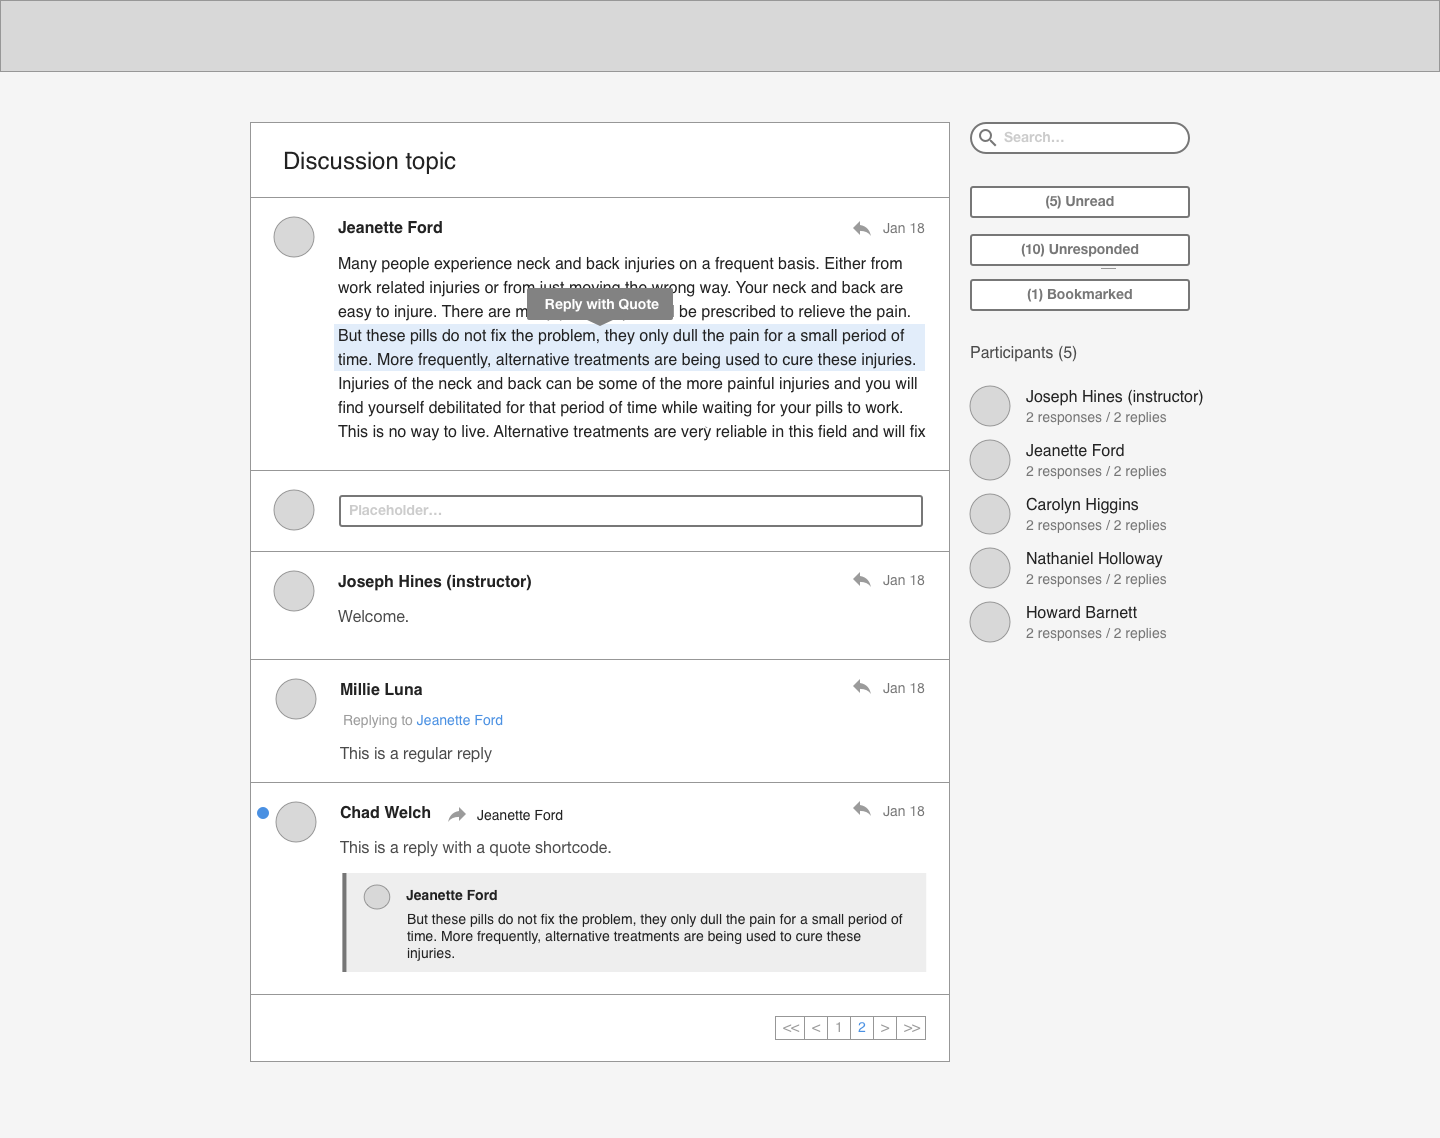 Discussion topic
Jeanette Ford
Jan 18
Many people experience neck and back injuries on a frequent basis. Either from
work related injuries or from just moving the wrong way. Your neck and back are
easy to injure. There are be prescribed to relieve the pain.
Reply with Quote
But these pills do not fix the problem, they only dull the pain for a small period of
time. More frequently, alternative treatments are being used to cure these injuries.
Injuries of the neck and back can be some of the more painful injuries and you will
find yourself debilitated for that period of time while waiting for your pills to work.
This is no way to live. Alternative treatments are very reliable in this field and will fix
Placeholder...
Joseph Hines (instructor)
Jan 18
Welcome.
Millie Luna
Jan 18
Replying to Jeanette Ford
This is a regular reply
Chad Welch
Jeanette Ford
Jan 18
This is a reply with a quote shortcode.
Jeanette Ford
But these pills do not fix the problem, they only dull the pain for a small period of
time. More frequently, alternative treatments are being used to cure these
injuries.
<< < 1 2 > >>
Search...
(5) Unread
(10) Unresponded
(1) Bookmarked
Participants (5)
Joseph Hines (instructor)
2 responses / 2 replies
Jeanette Ford
2 responses / 2 replies
Carolyn Higgins
2 responses / 2 replies
Nathaniel Holloway
2 responses / 2 replies
Howard Barnett
2 responses / 2 replies